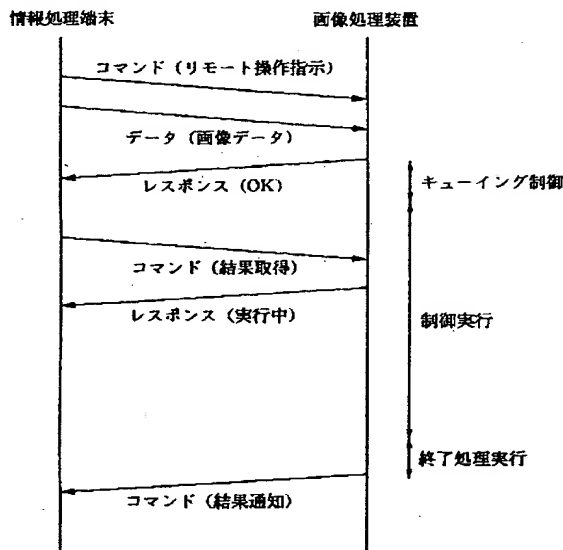 情報処理端末
画像処理装置
コマンド（リモート操作指示）
データ（画像データ）
レスポンス（OK）
キューイング制御
コマンド（結果取得）
レスポンス（実行中）
制御実行
終了処理実行
コマンド（結果通知）